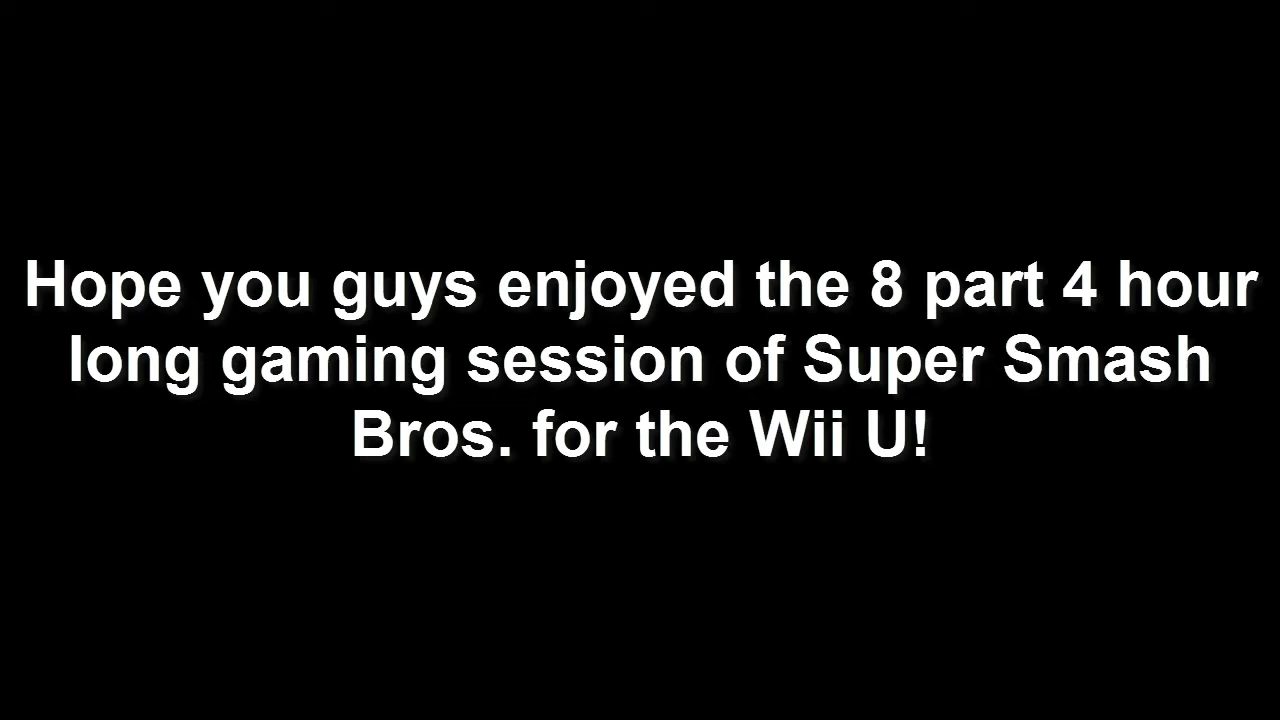 Hope you guys enjoyed the 8 part 4 hour
long gaming session of Super Smash
Bros. for the Wii U!